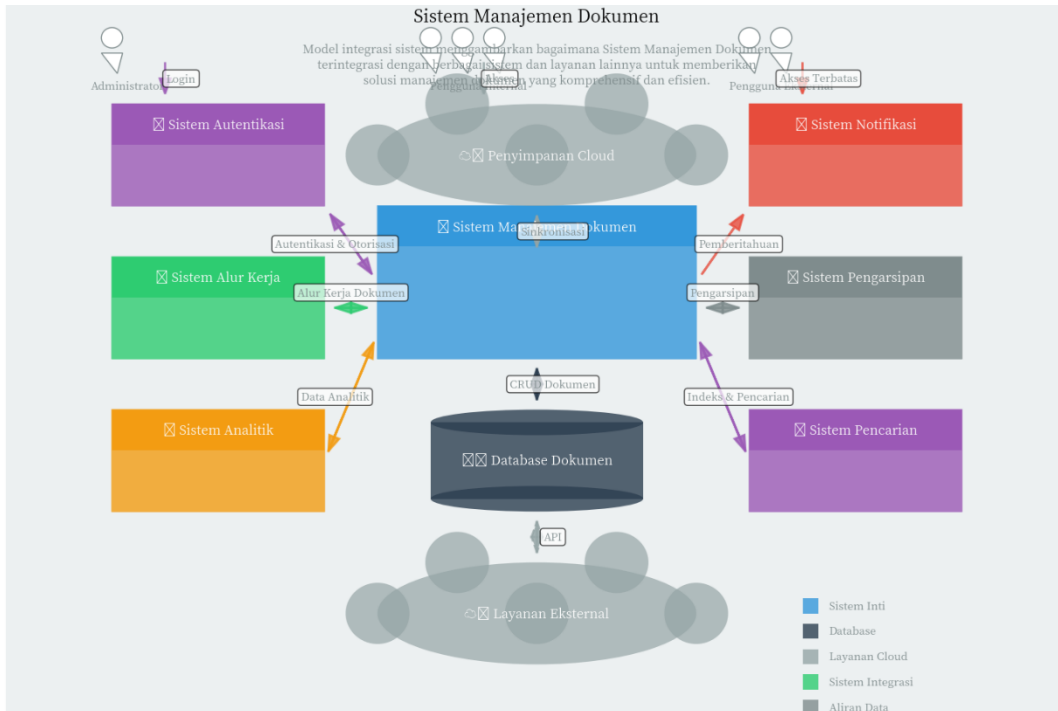 Sistem Manajemen Dokumen
Model integrasi sistem menggambarkan bagaimana Sistem Manajemen Dokumen
terintegrasi dengan berbagai sistem dan layanan lainnya untuk memberikan
solusi manajemen dokumen yang komprehensif dan efisien.
Administrator
Pengguna Internal
Pengguna Eksternal
Login
Akses
Akses Terbatas
Sistem Autentikasi
Penyimpanan Cloud
Sistem Notifikasi
Sistem Manajemen Dokumen
Sinkronisasi
Autentikasi & Otorisasi
Pemberitahuan
Sistem Alur Kerja
Sistem Pengarsipan
Alur Kerja Dokumen
Pengarsipan
CRUD Dokumen
Data Analitik
Indeks & Pencarian
Sistem Analitik
Database Dokumen
Sistem Pencarian
API
Layanan Eksternal
Sistem Inti
Database
Layanan Cloud
Sistem Integrasi
Aliran Data